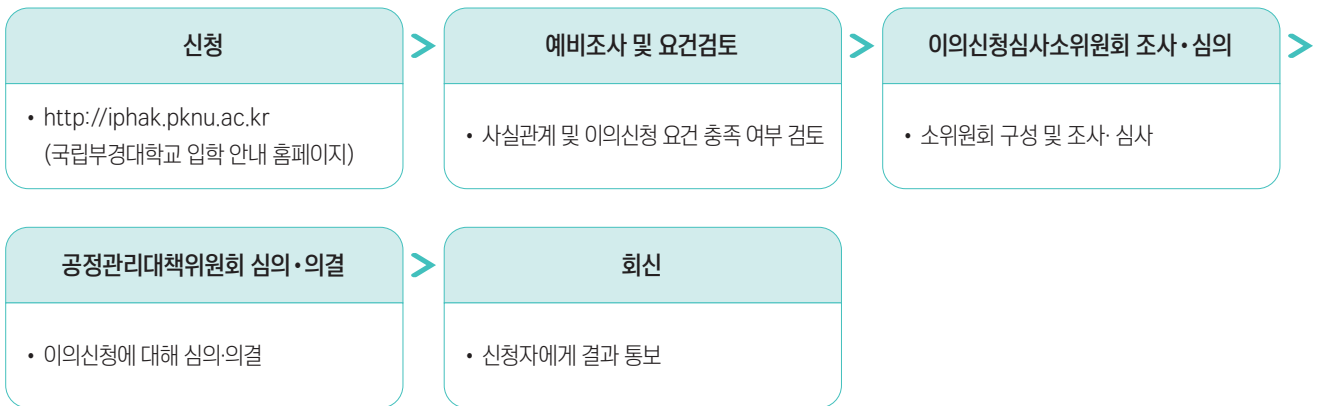 신청
• http://iphak.pknu.ac.kr
(국립부경대학교 입학 안내 홈페이지)
>
예비조사 및 요건검토
• 사실관계 및 이의신청 요건 충족 여부 검토
>
이의신청심사소위원회 조사•심의
• 소위원회 구성 및 조사· 심사
>
공정관리대책위원회 심의•의결
• 이의신청에 대해 심의·의결
>
회신
• 신청자에게 결과 통보